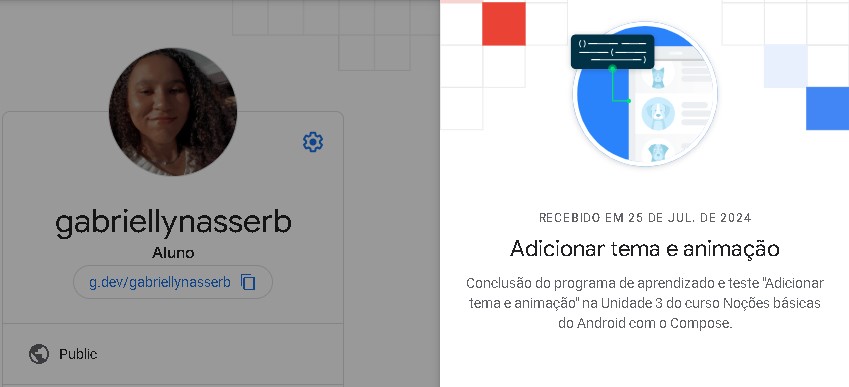 gabriellynasserb
Aluno
g.dev/gabriellynasserb
Public
RECEBIDO EM 25 DE JUL. DE 2024
Adicionar tema e animação
Conclusão do programa de aprendizado e teste "Adicionar
tema e animação" na Unidade 3 do curso Noções básicas
do Android com o Compose.